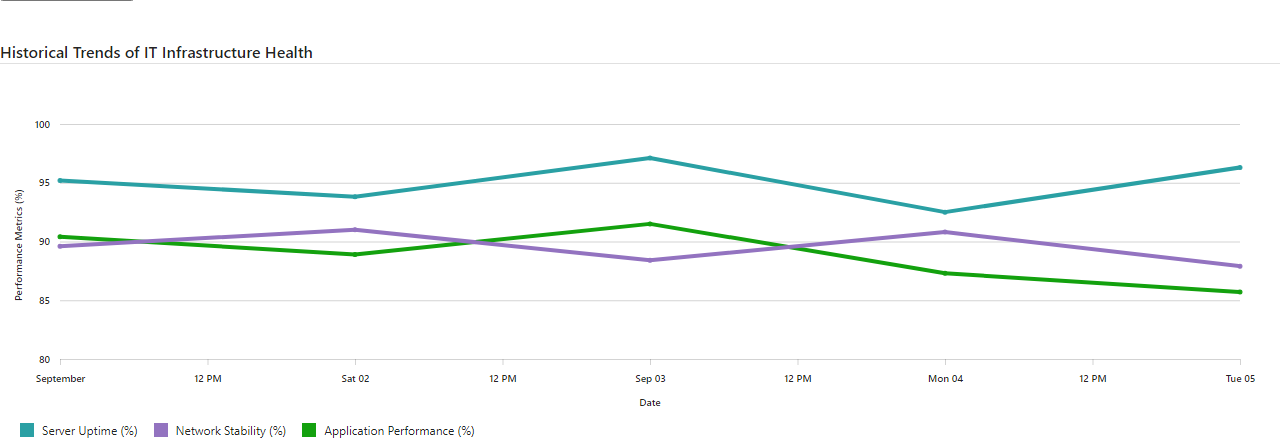 Historical Trends of IT Infrastructure Health
100
95
90
85
80
Performance Metrics (%)
September 12 PM Sat 02 12 PM Sep 03 12 PM Mon 04 12 PM Tue 05
Date
Server Uptime (%) Network Stability (%) Application Performance (%)